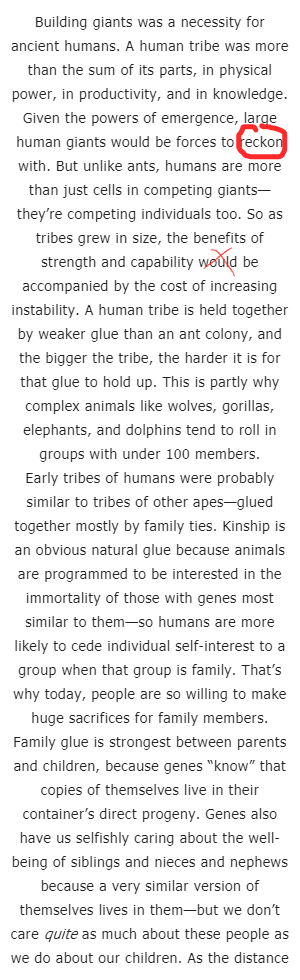 Building giants was a necessity for
ancient humans. A human tribe was more
than the sum of its parts, in physical
power, in productivity, and in knowledge.
Given the powers of emergence, large
human giants would be forces to reckon
with. But unlike ants, humans are more
than just cells in competing giants—
they’re competing individuals too. So as
tribes grew in size, the benefits of
strength and capability would be
accompanied by the cost of increasing
instability. A human tribe is held together
by weaker glue than an ant colony, and
the bigger the tribe, the harder it is for
that glue to hold up. This is partly why
complex animals like wolves, gorillas,
elephants, and dolphins tend to roll in
groups with under 100 members.
Early tribes of humans were probably
similar to tribes of other apes—glued
together mostly by family ties. Kinship is
an obvious natural glue because animals
are programmed to be interested in the
immortality of those with genes most
similar to them—so humans are more
likely to cede individual self-interest to a
group when that group is family. That’s
why today, people are so willing to make
huge sacrifices for family members.
Family glue is strongest between parents
and children, because genes “know” that
copies of themselves live in their
container’s direct progeny. Genes also
have us selfishly caring about the well-
being of siblings and nieces and nephews
because a very similar version of
themselves lives in them—but we don’t
care quite as much about these people as
we do about our children. As the distance